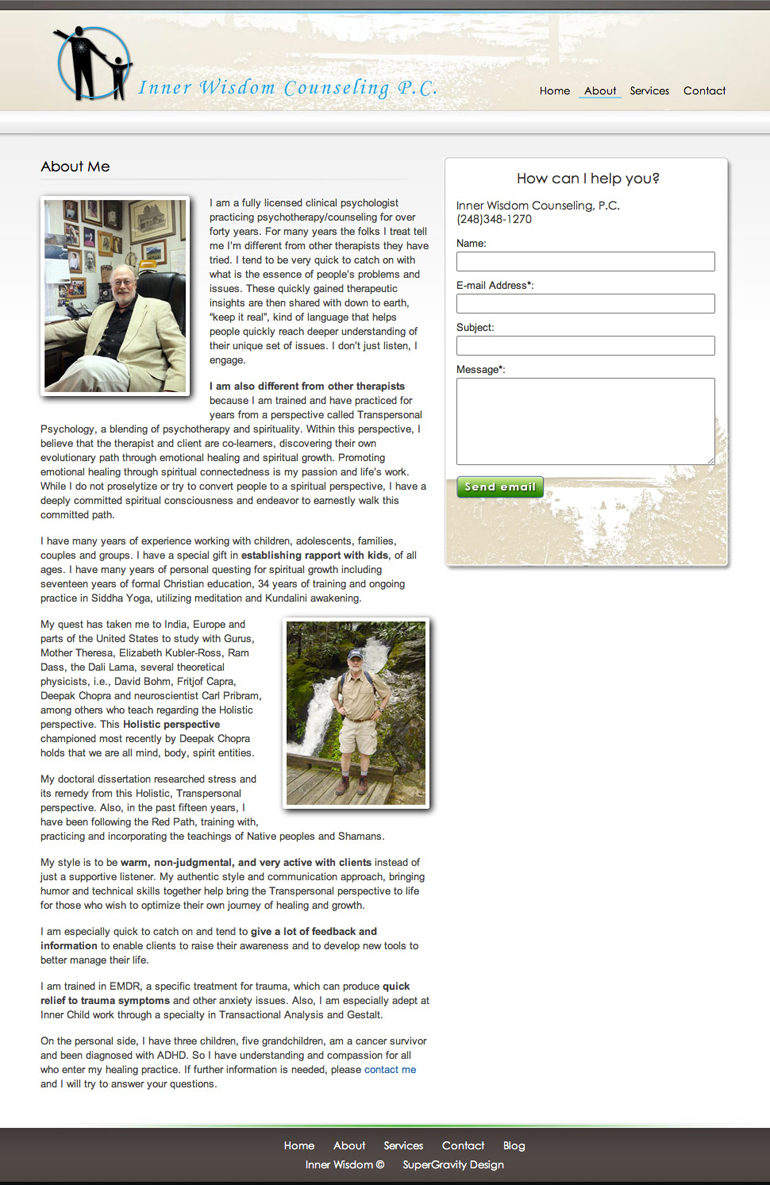 Inner Wisdom Counseling P.C.
Home About Services Contact
About Me
I am a fully licensed clinical psychologist
practicing psychotherapy/counseling for over
forty years. For many years the folks I treat tell
me I'm different from other therapists they have
tried. I tend to be very quick to catch on with
what is the essence of people's problems and
issues. These quickly gained therapeutic
insights are then shared with down to earth,
"keep it real", kind of language that helps
people quickly reach deeper understanding of
their unique set of issues. I don't just listen, I
engage.
I am also different from other therapists
because I am trained and have practiced for
years from a perspective called Transpersonal
Psychology, a blending of psychotherapy and spirituality. Within this perspective, I
believe that the therapist and client are co-learners, discovering their own
evolutionary path through emotional healing and spiritual growth. Promoting
emotional healing through spiritual connectedness is my passion and life's work.
While I do not proselytize or try to convert people to a spiritual perspective, I have a
deeply committed spiritual consciousness and endeavor to earnestly walk this
committed path.
I have many years of experience working with children, adolescents, families,
couples and groups. I have a special gift in establishing rapport with kids, of all
ages. I have many years of personal questing for spiritual growth including
seventeen years of formal Christian education, 34 years of training and ongoing
practice in Siddha Yoga, utilizing meditation and Kundalini awakening.
My quest has taken me to India, Europe and
parts of the United States to study with Gurus,
Mother Theresa, Elizabeth Kubler-Ross, Ram
Dass, the Dali Lama, several theoretical
physicists, i.e., David Bohm, Fritjof Capra,
Deepak Chopra and neuroscientist Carl Pribram,
among others who teach regarding the Holistic
perspective. This Holistic perspective
championed most recently by Deepak Chopra
holds that we are all mind, body, spirit entities.
My doctoral dissertation researched stress and
its remedy from this Holistic, Transpersonal
perspective. Also, in the past fifteen years, I
have been following the Red Path, training with,
practicing and incorporating the teachings of Native peoples and Shamans.
My style is to be warm, non-judgmental, and very active with clients instead of
just a supportive listener. My authentic style and communication approach, bringing
humor and technical skills together help bring the Transpersonal perspective to life
for those who wish to optimize their own journey of healing and growth.
I am especially quick to catch on and tend to give a lot of feedback and
information to enable clients to raise their awareness and to develop new tools to
better manage their life.
I am trained in EMDR, a specific treatment for trauma, which can produce quick
relief to trauma symptoms and other anxiety issues. Also, I am especially adept at
Inner Child work through a specialty in Transactional Analysis and Gestalt.
On the personal side, I have three children, five grandchildren, am a cancer survivor
and been diagnosed with ADHD. So I have understanding and compassion for all
who enter my healing practice. If further information is needed, please contact me
and I will try to answer your questions.
How can I help you?
Inner Wisdom Counseling, P.C.
(248)348-1270
Name:
E-mail Address*:
Subject:
Message*:
Send email
Home About Services Contact Blog
Inner Wisdom © SuperGravity Design